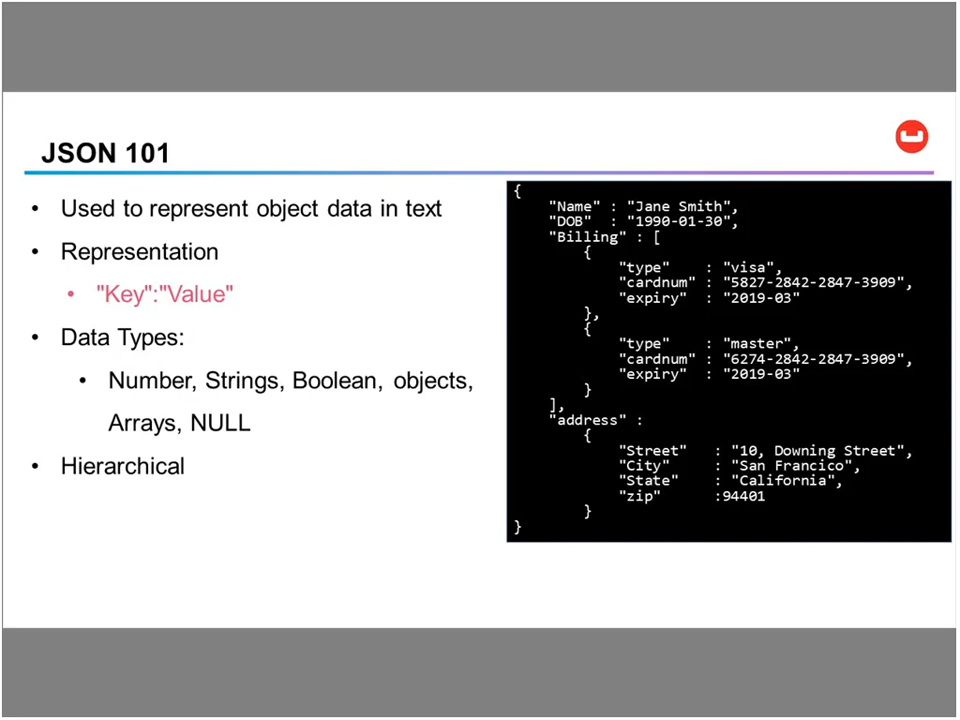 JSON 101
• Used to represent object data in text
• Representation
• "Key":"Value"
• Data Types:
• Number, Strings, Boolean, objects,
Arrays, NULL
• Hierarchical
{
"Name" : "Jane Smith",
"DOB" : "1990-01-30",
"Billing" : [
{
"type" : "visa",
"cardnum" : "5827-2842-2847-3909",
"expiry" : "2019-03"
},
{
"type" : "master",
"cardnum" : "6274-2842-2847-3909",
"expiry" : "2019-03"
}
],
"address" :
{
"Street" : "10, Downing Street",
"City" : "San Francico",
"State" : "California",
"zip" :94401
}
}